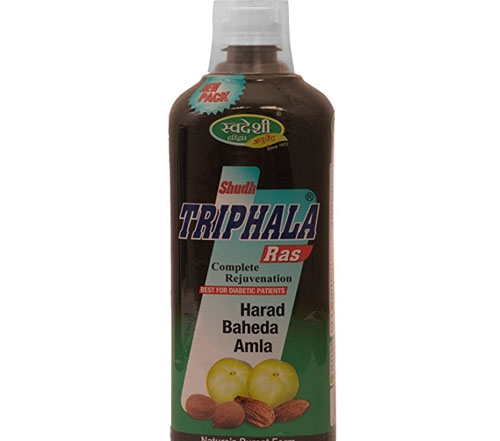 NEW
PACK
स्वदेशी
आयुर्वेद
Since 1972
Shudh
TRIPHALA ®
Ras
Complete
Rejuvenation
BEST FOR DIABETIC PATIENTS
Harad
Baheda
Amla
Nature's Purest Form